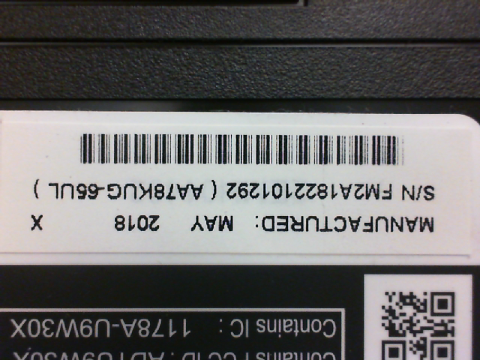 S/N FM2A1822101292 ( AA78KUG-65UL )
MANUFACTURED: MAY 2018 X
Contains IC : 1178A-U9W30X